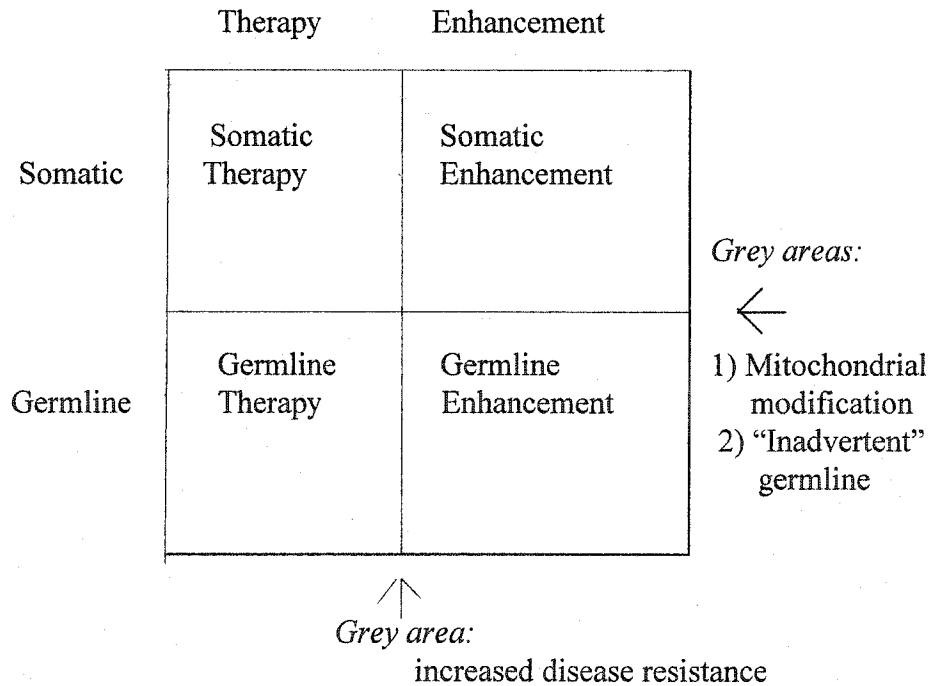 Therapy Enhancement
Somatic
Somatic
Therapy
Somatic
Enhancement
Germline
Germline
Therapy
Germline
Enhancement
Grey areas:
1) Mitochondrial
modification
2) “Inadvertent”
germline
Grey area:
increased disease resistance